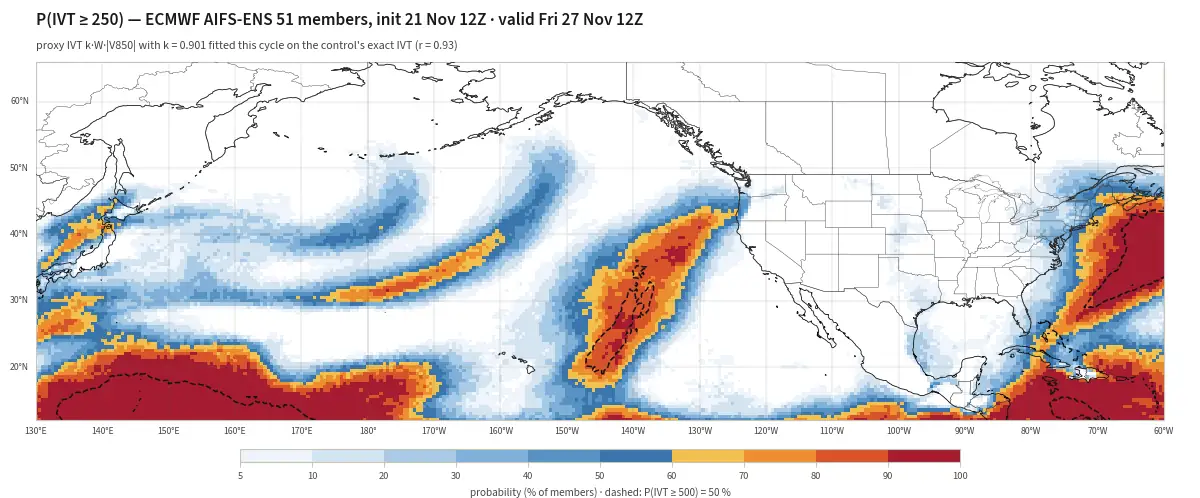 P(IVT ≥ 250) — ECMWF AIFS-ENS 51 members, init 21 Nov 12Z · valid Fri 27 Nov 12Z
proxy IVT k·W·|V850| with k = 0.901 fitted this cycle on the control's exact IVT (r = 0.93)
60°N
50°N
40°N
30°N
20°N
130°E 140°E 150°E 160°E 170°E 180° 170°W 160°W 150°W 140°W 130°W 120°W 110°W 100°W 90°W 80°W 70°W 60°W
5 10 20 30 40 50 60 70 80 90 100
probability (% of members) · dashed: P(IVT ≥ 500) = 50 %